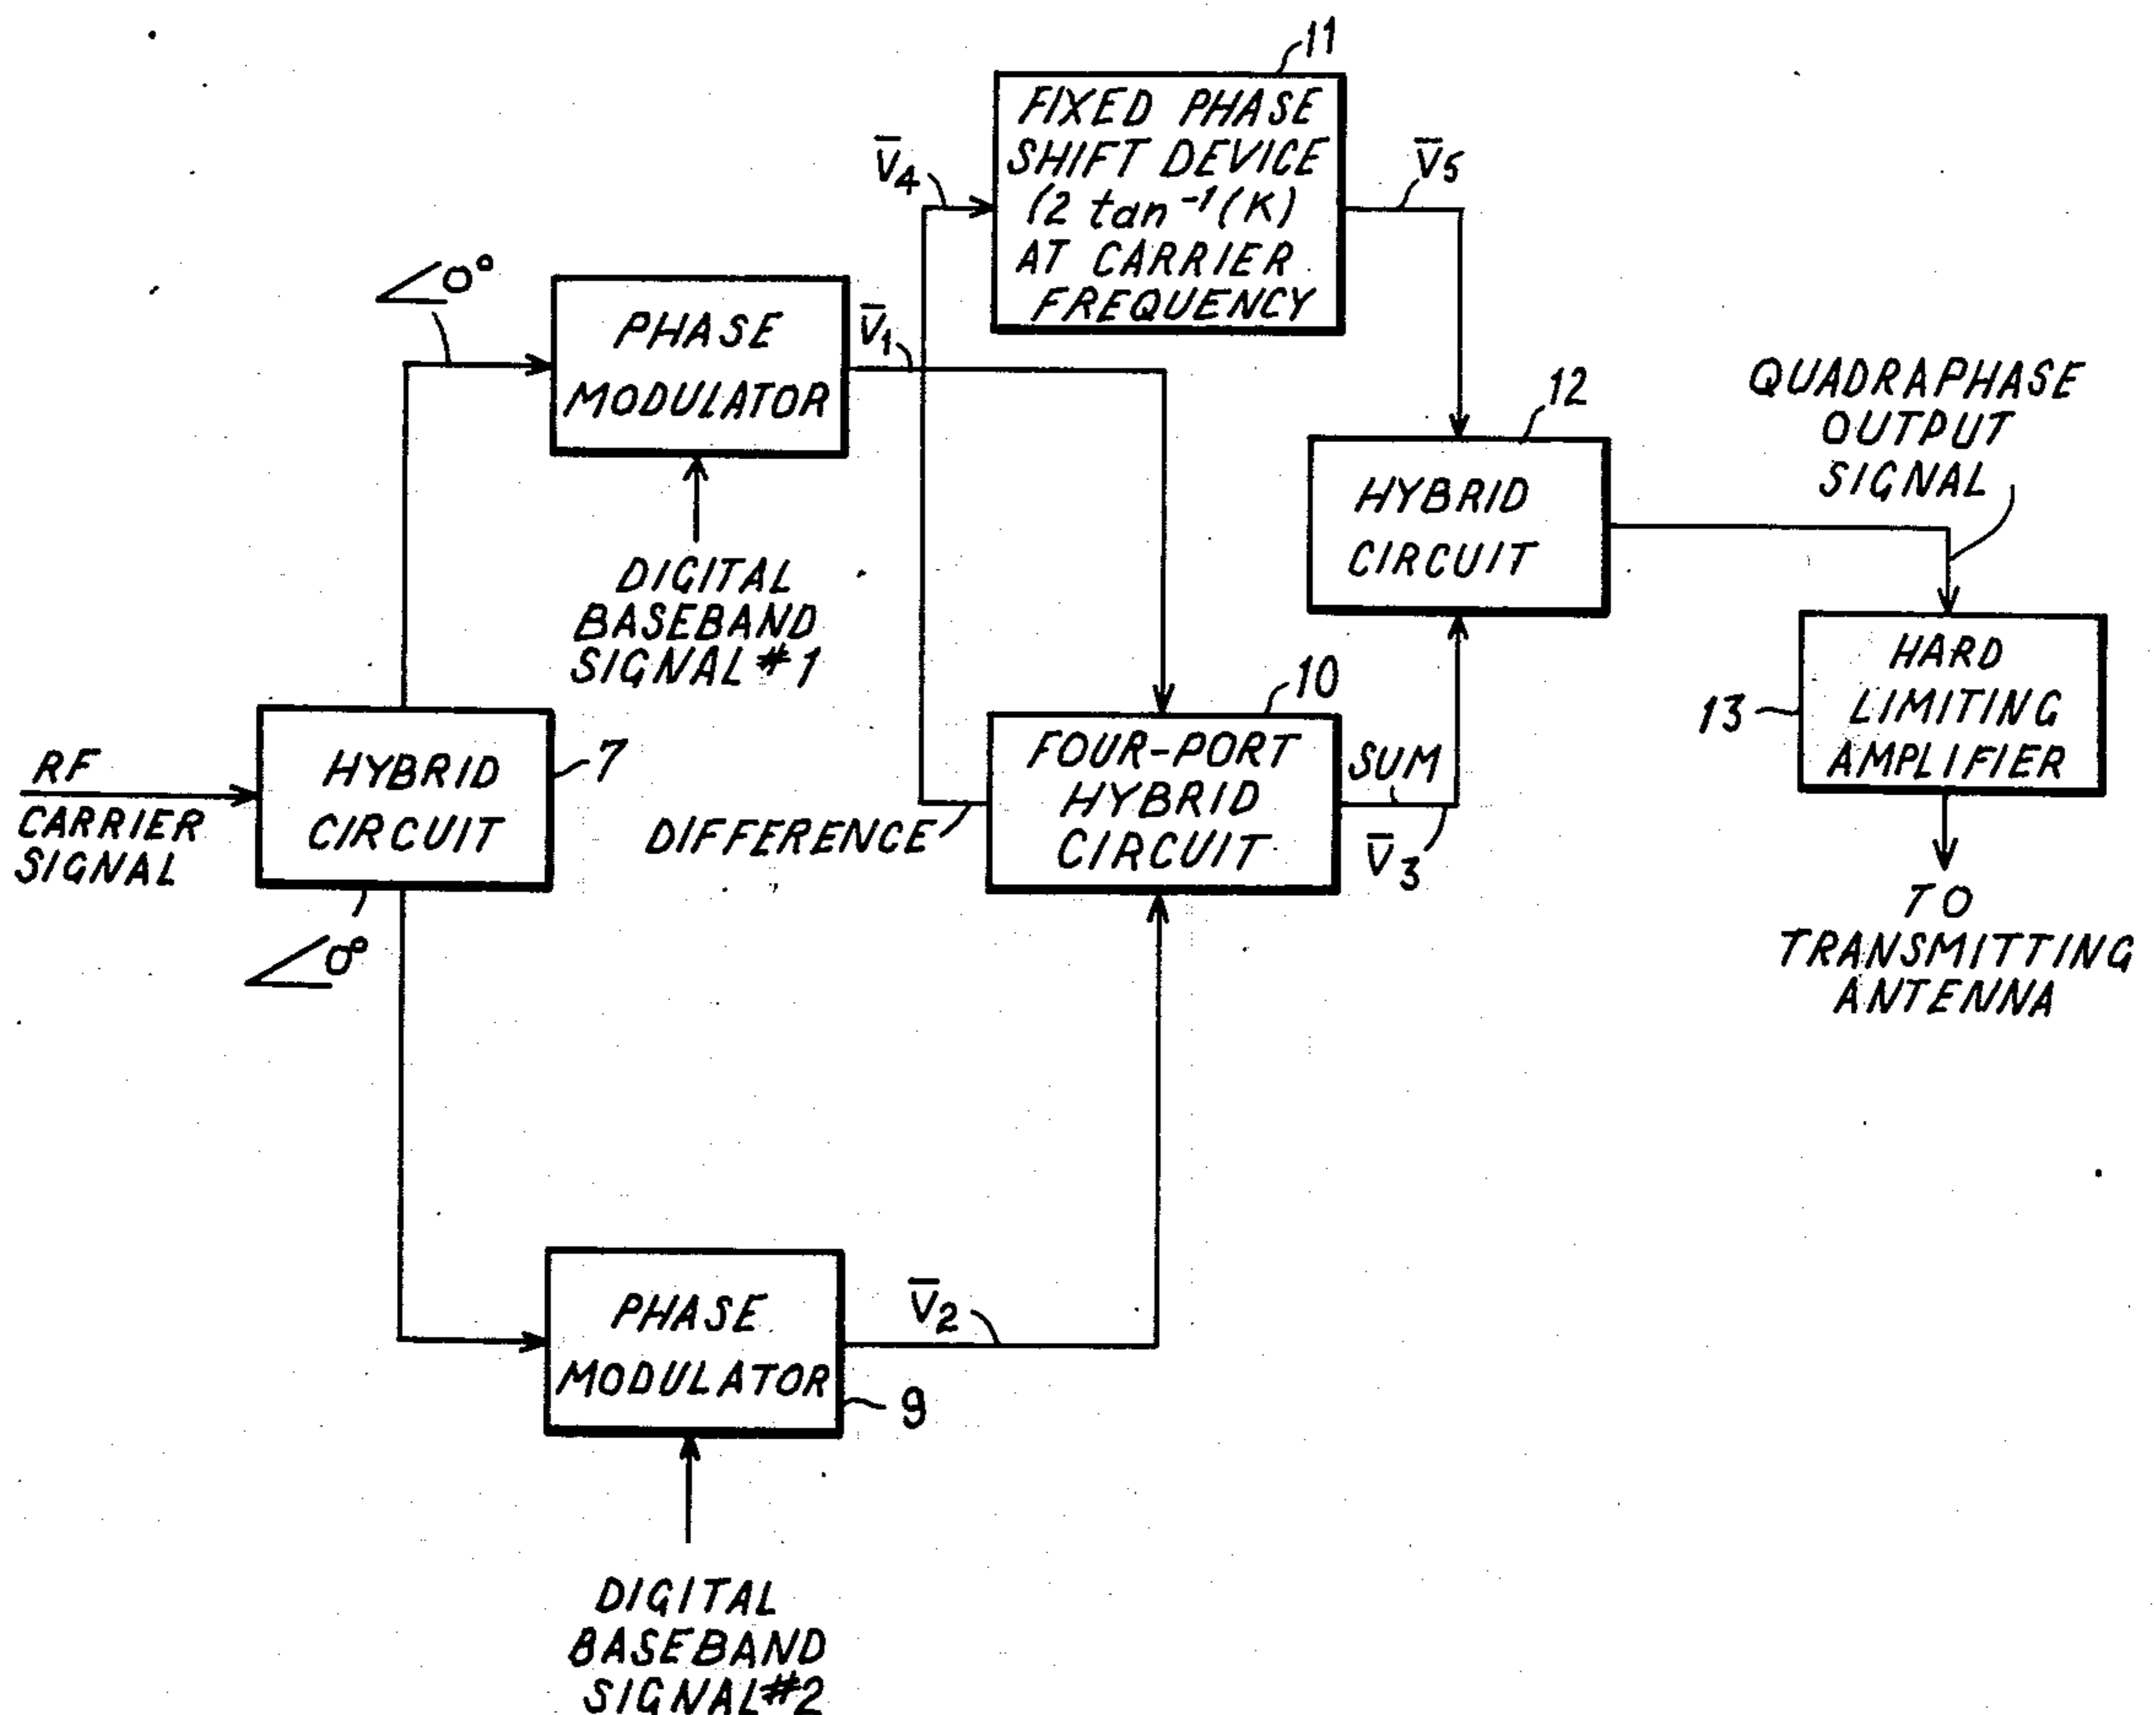 11
FIXED PHASE
SHIFT DEVICE
(2 tan⁻¹(K)
AT CARRIER
FREQUENCY
V̅4
V̅5
∠0°
PHASE
MODULATOR
V̅1
DIGITAL
BASEBAND
SIGNAL #1
12
HYBRID
CIRCUIT
QUADRAPHASE
OUTPUT
SIGNAL
13
HARD
LIMITING
AMPLIFIER
TO
TRANSMITTING
ANTENNA
RF
CARRIER
SIGNAL
HYBRID
CIRCUIT
7
∠0°
DIFFERENCE
10
FOUR-PORT
HYBRID
CIRCUIT
SUM
V̅3
PHASE
MODULATOR
9
V̅2
DIGITAL
BASEBAND
SIGNAL #2